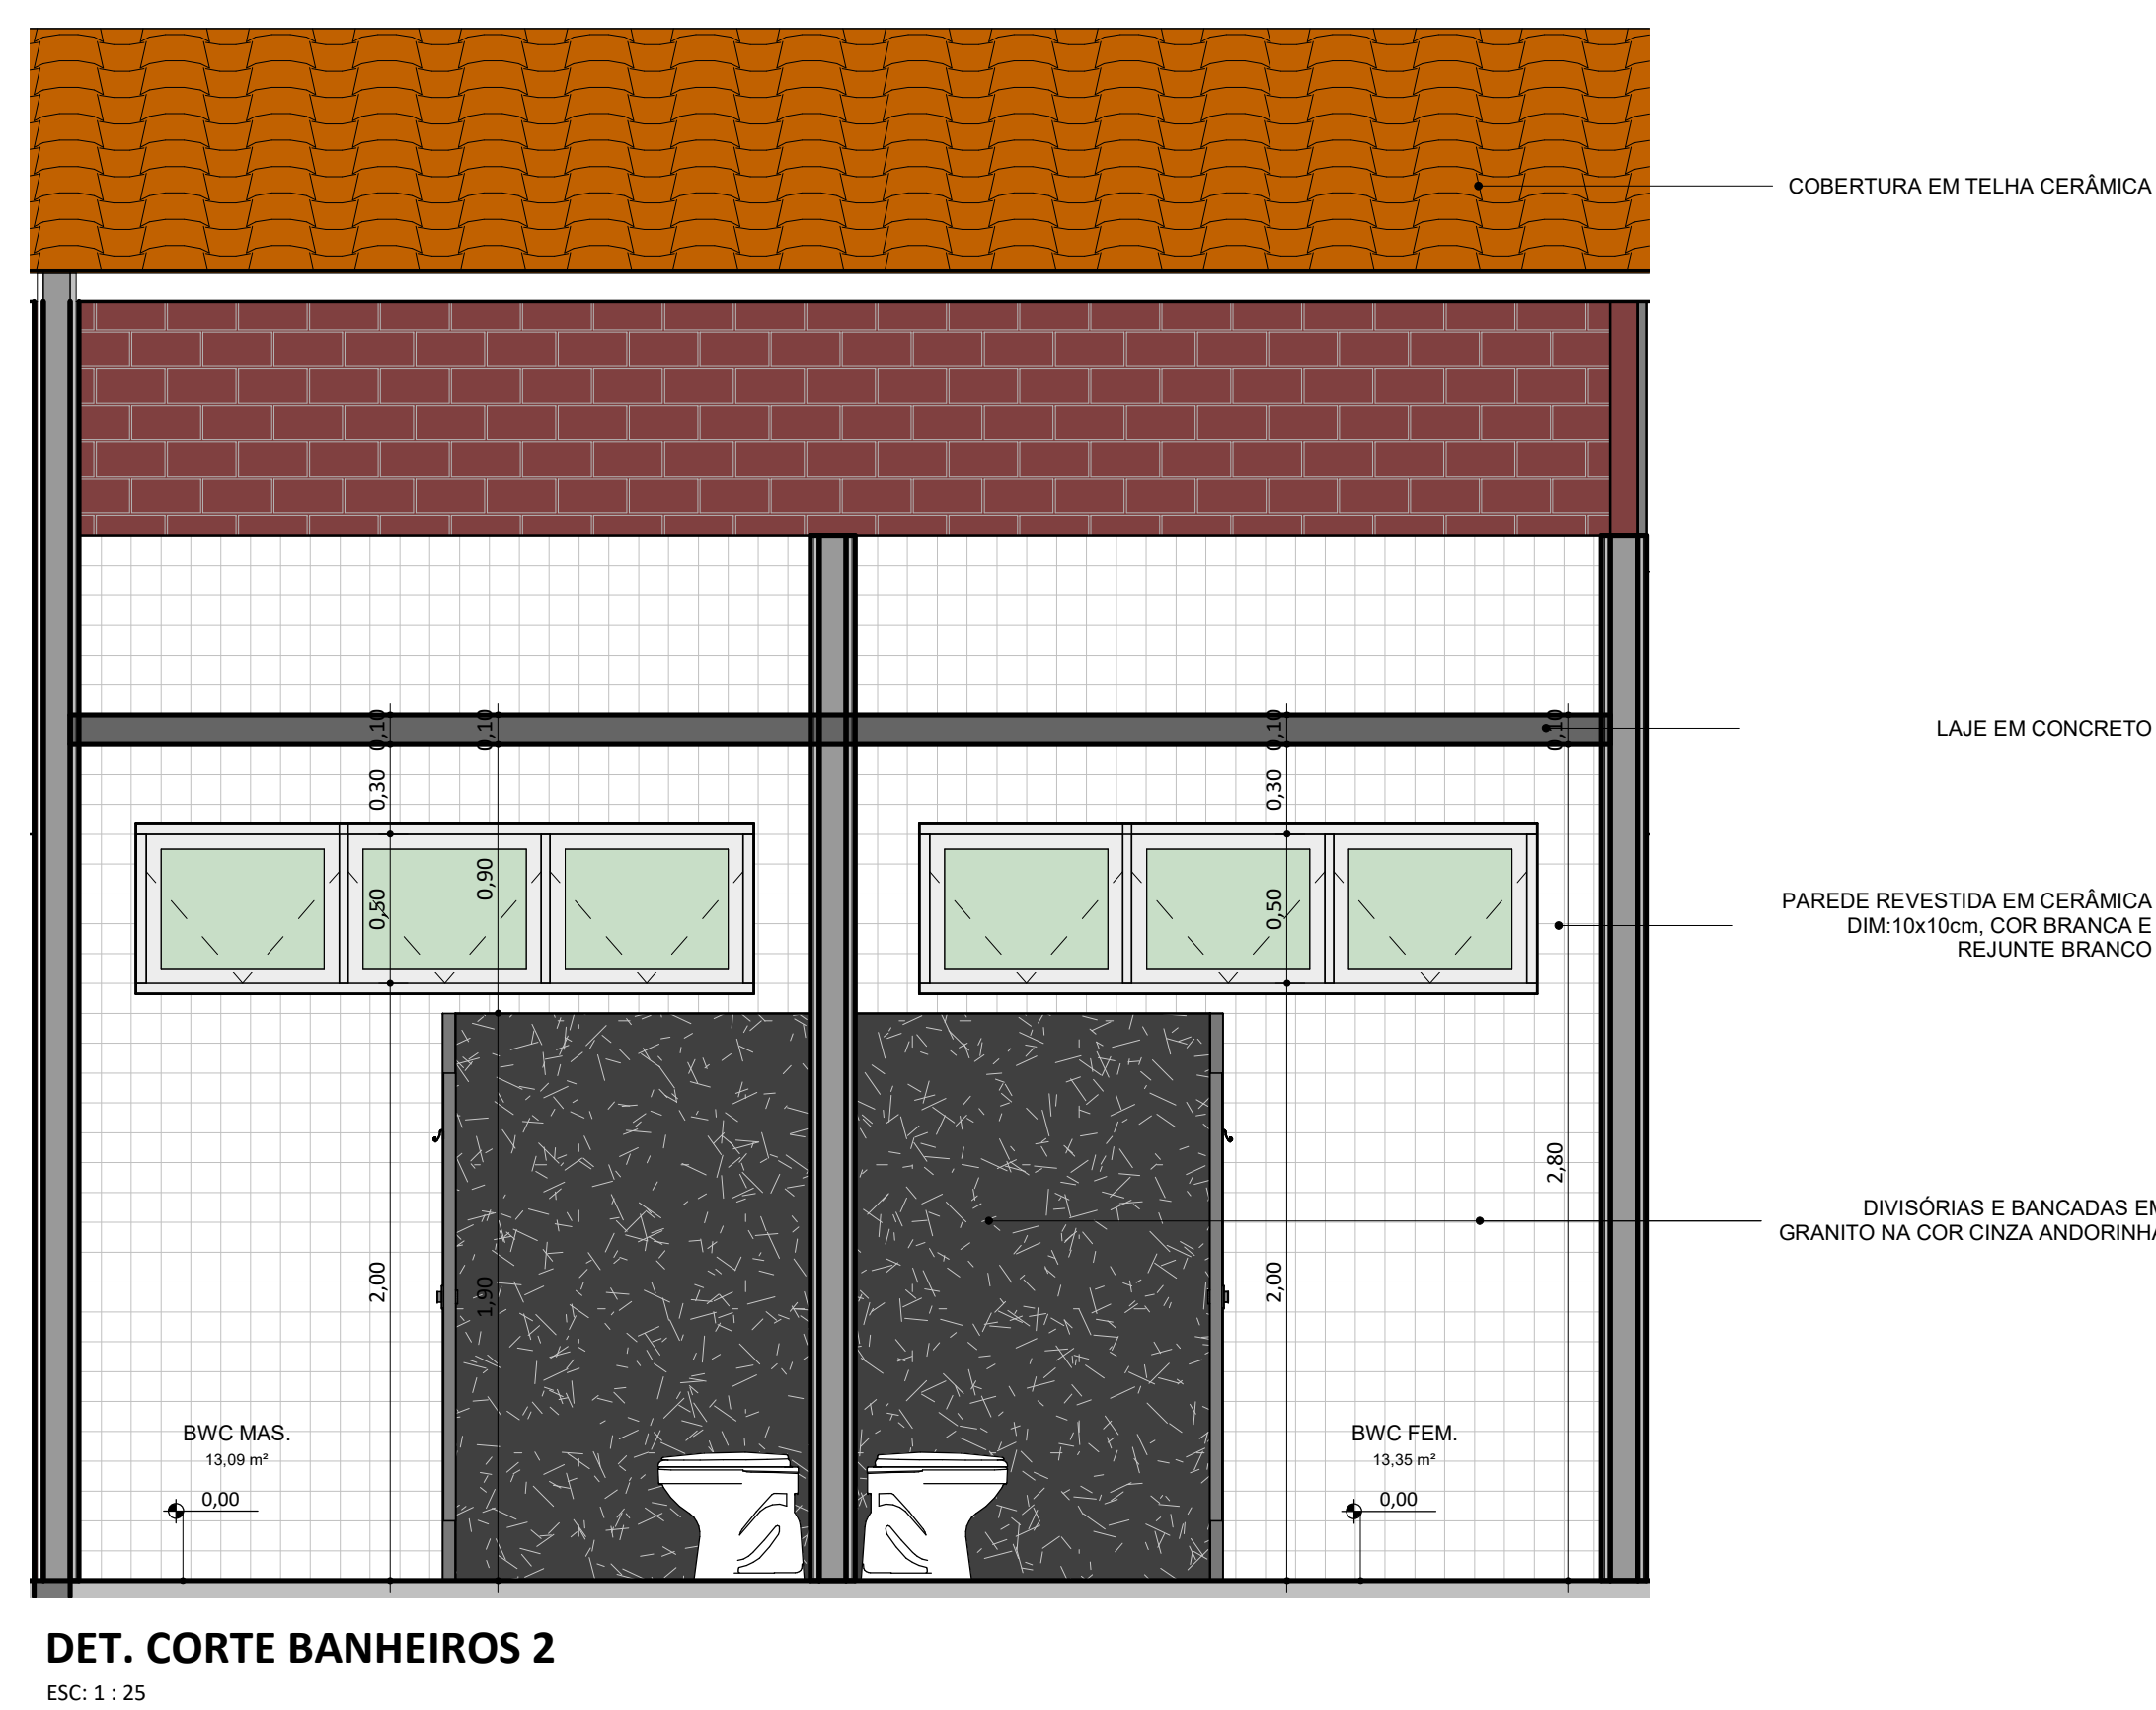 COBERTURA EM TELHA CERÂMICA
0,10
0,10
0,10
0,10
LAJE EM CONCRETO
0,30
0,30
0,50
0,90
0,50
PAREDE REVESTIDA EM CERÂMICA
DIM:10x10cm, COR BRANCA E
REJUNTE BRANCO
2,80
DIVISÓRIAS E BANCADAS EM
GRANITO NA COR CINZA ANDORINHA
2,00
1,90
2,00
BWC MAS.
13,09 m²
0,00
BWC FEM.
13,35 m²
0,00
DET. CORTE BANHEIROS 2
ESC: 1 : 25